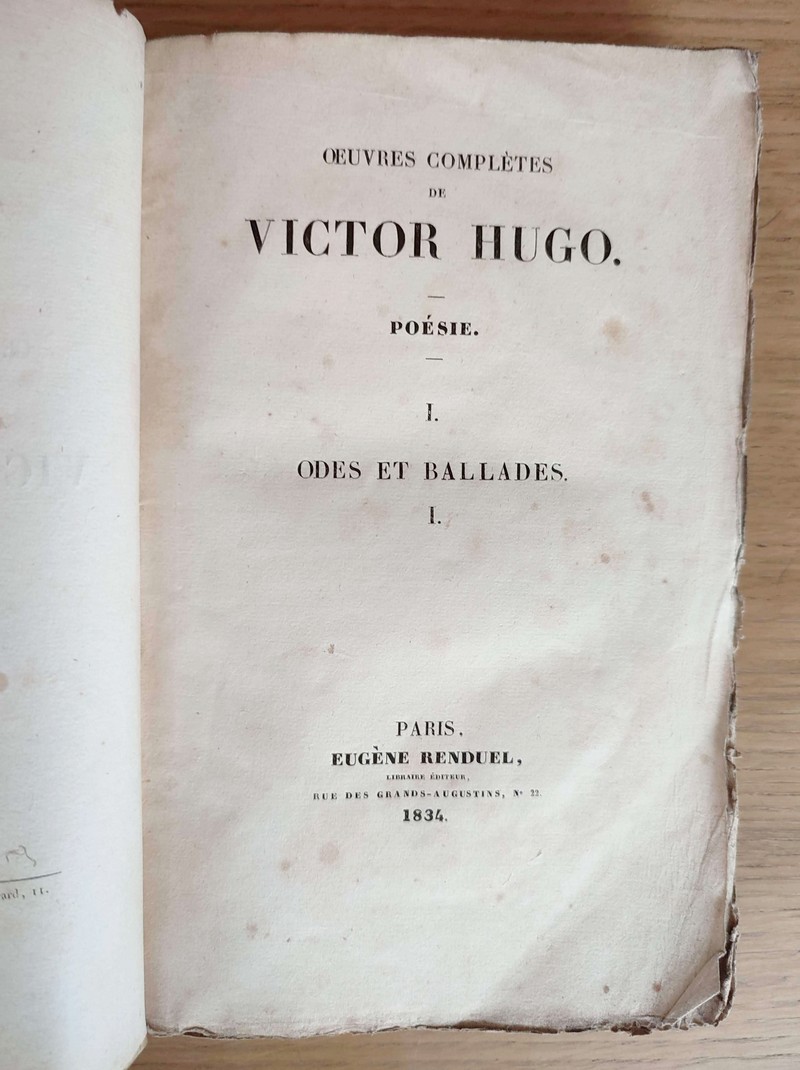 ŒUVRES COMPLÈTES
DE
VICTOR HUGO.
POÉSIE.
I.
ODES ET BALLADES.
I.
PARIS,
EUGÈNE RENDUEL,
LIBRAIRE ÉDITEUR,
RUE DES GRANDS-AUGUSTINS, Nº 22.
1834.